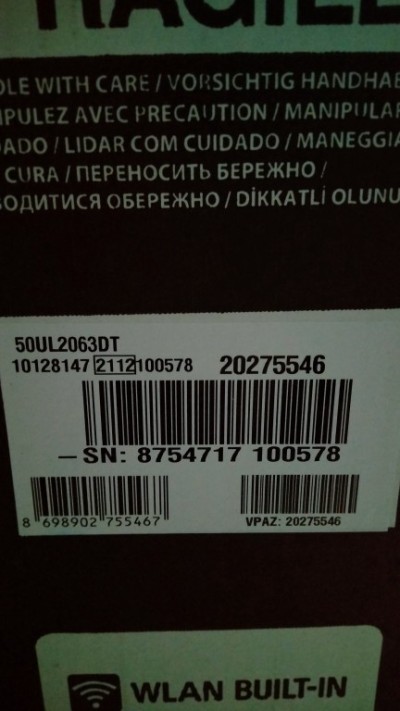 FRAGILE
DLE WITH CARE / VORSICHTIG HANDHAB
IPULEZ AVEC PRECAUTION / MANIPULAR
DADO / LIDAR COM CUIDADO / MANEGGIA
CURA / ПЕРЕНОСИТЬ БЕРЕЖНО /
ВОДИТИСЯ ОБЕРЕЖНО / DİKKATLİ OLUNU
50UL2063DT
10128147 2112 100578 20275546
– SN: 8754717 100578
8 698902 755467 VPAZ: 20275546
WLAN BUILT-IN